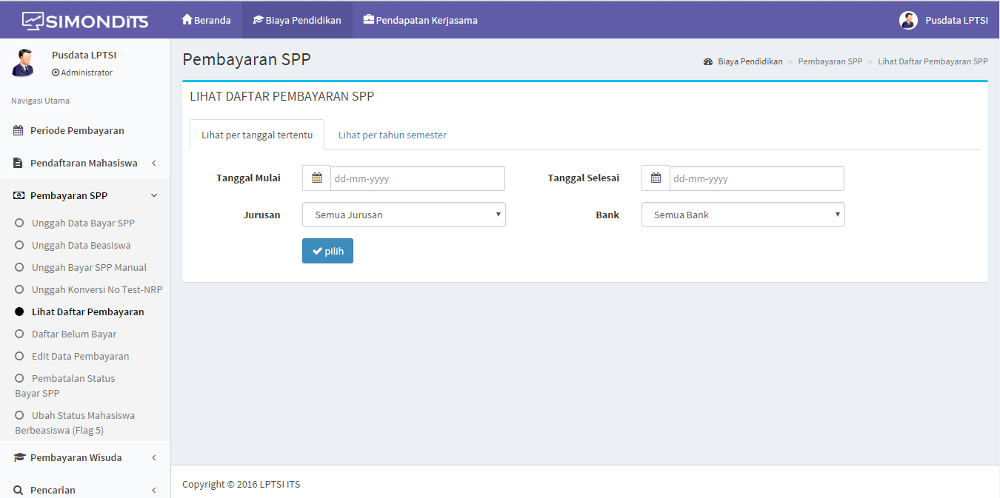 SIMONDITS
Beranda
Biaya Pendidikan
Pendapatan Kerjasama
Pusdata LPTSI
Pusdata LPTSI
Administrator
Navigasi Utama
Periode Pembayaran
Pendaftaran Mahasiswa
Pembayaran SPP
Unggah Data Bayar SPP
Unggah Data Beasiswa
Unggah Bayar SPP Manual
Unggah Konversi No Test-NRP
Lihat Daftar Pembayaran
Daftar Belum Bayar
Edit Data Pembayaran
Pembatalan Status
Bayar SPP
Ubah Status Mahasiswa
Berbeasiswa (Flag 5)
Pembayaran Wisuda
Pencarian
Pembayaran SPP
Biaya Pendidikan > Pembayaran SPP > Lihat Daftar Pembayaran SPP
LIHAT DAFTAR PEMBAYARAN SPP
Lihat per tanggal tertentu
Lihat per tahun semester
Tanggal Mulai
dd-mm-yyyy
Tanggal Selesai
dd-mm-yyyy
Jurusan
Semua Jurusan
Bank
Semua Bank
pilih
Copyright © 2016 LPTSI ITS